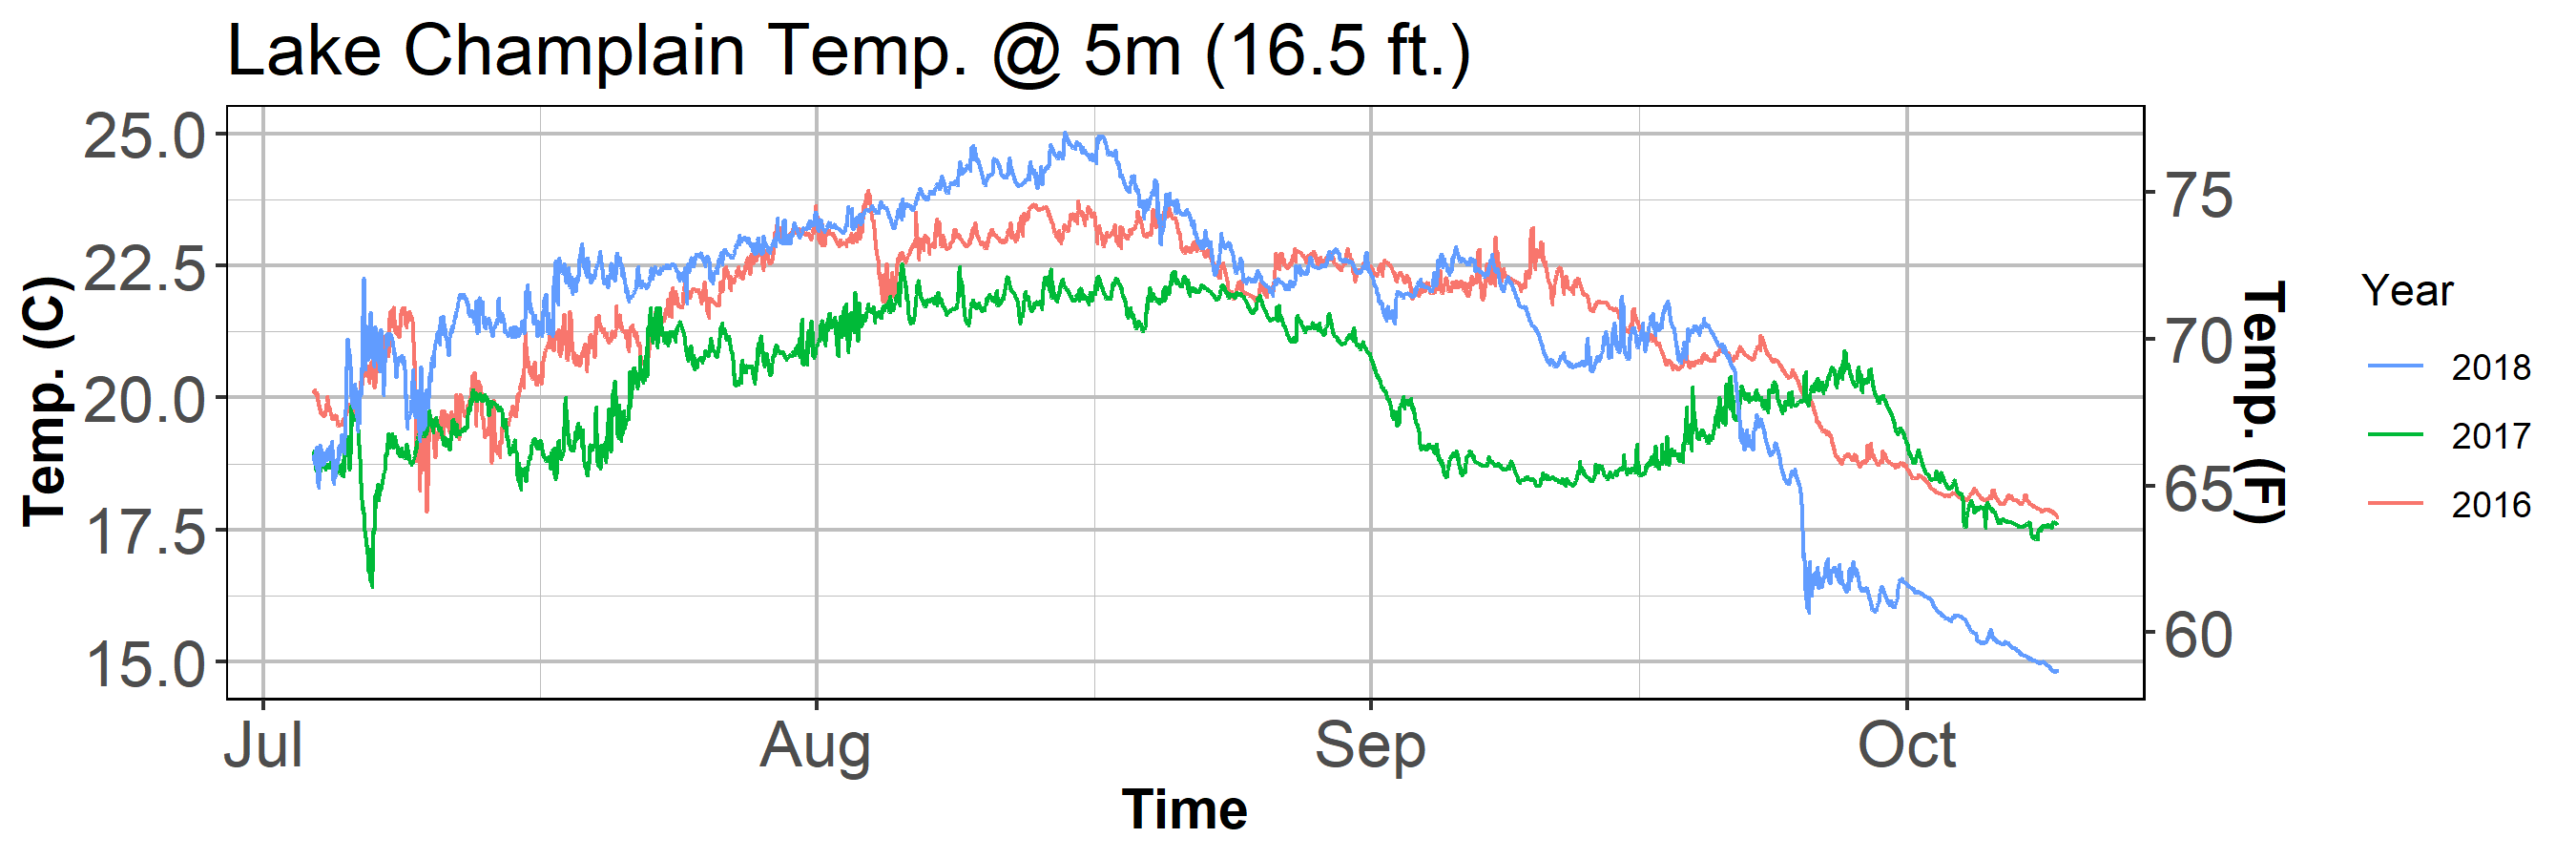 Lake Champlain Temp. @ 5m (16.5 ft.)
Temp. (C)
25.0
22.5
20.0
17.5
15.0
Jul
Aug
Sep
Oct
Time
75
70
65
60
Temp. (F)
Year
2018
2017
2016